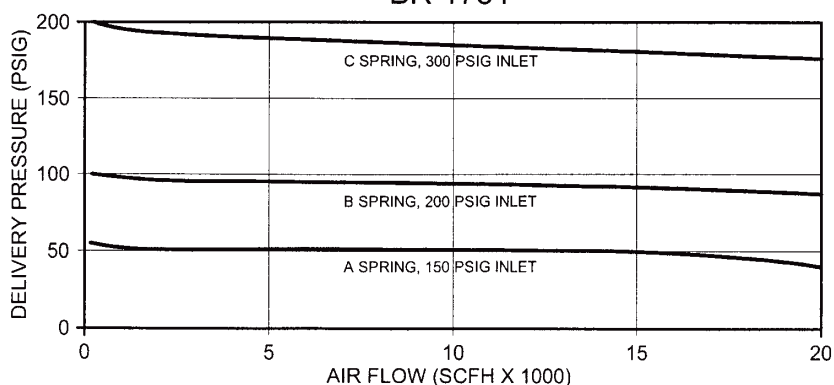 200
C SPRING, 300 PSIG INLET
150
100
B SPRING, 200 PSIG INLET
50
A SPRING, 150 PSIG INLET
0
0 5 10 15 20
DELIVERY PRESSURE (PSIG)
AIR FLOW (SCFH X 1000)